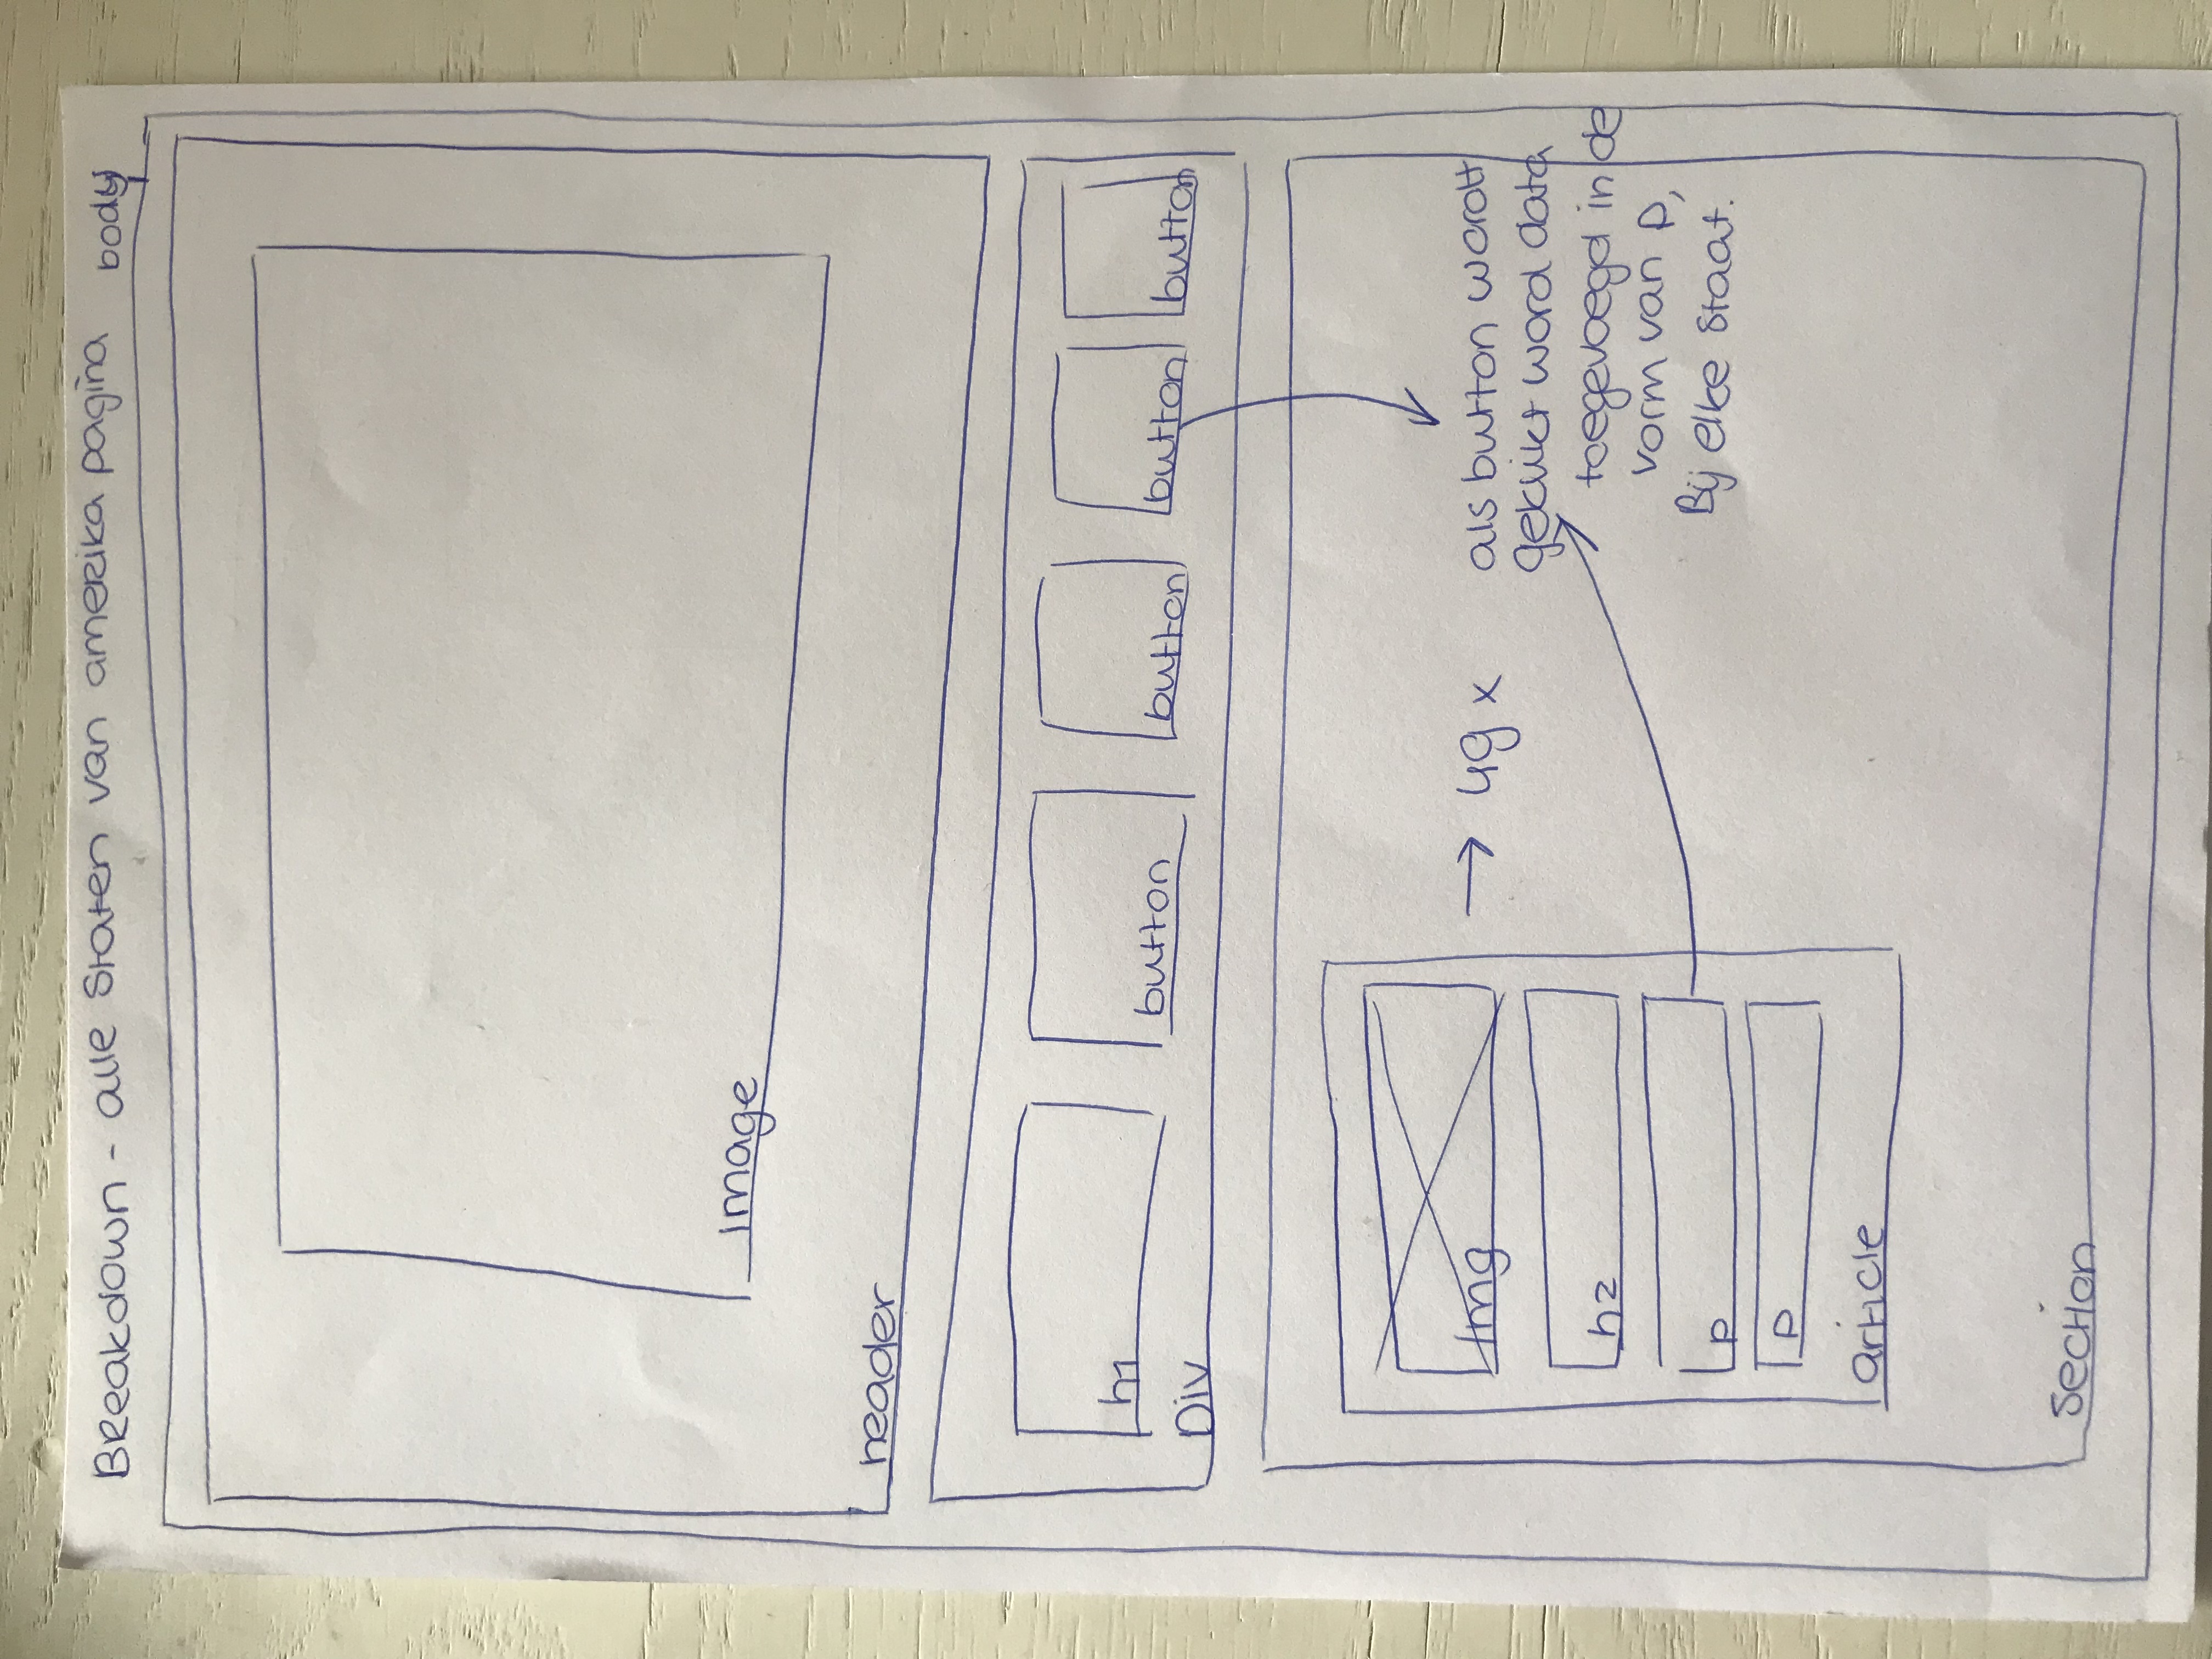 Breakdown - alle staten van amerika pagina body
image
header
h1
button
button
button
button
Div
img
→ 49 x
als button wordt
geklikt word data
toegevoegd in de
vorm van p,
Bij elke staat.
h2
p
p
article
section